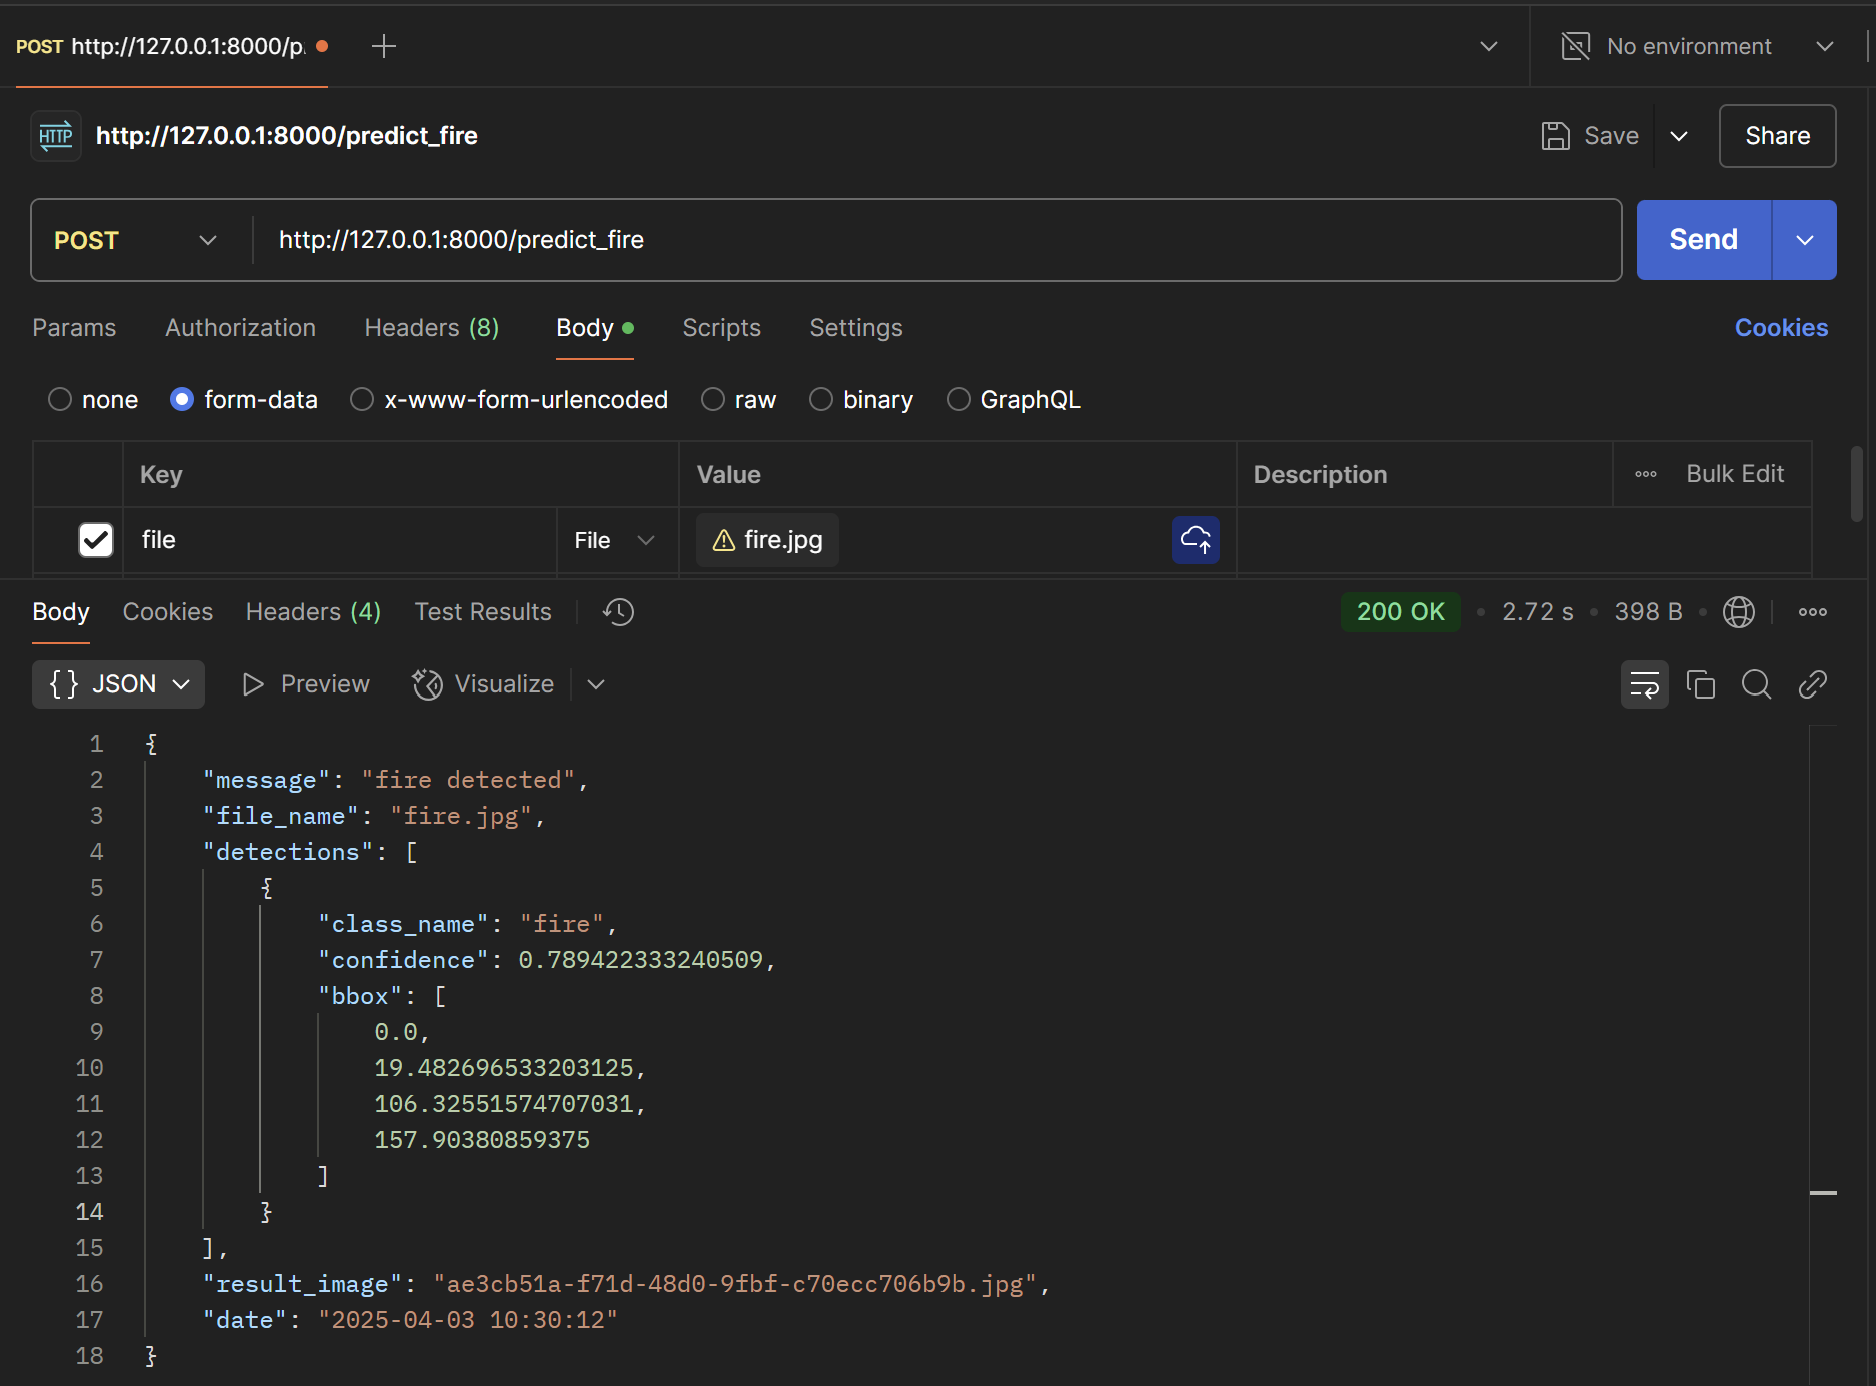 POST http://127.0.0.1:8000/p. No environment
HTTP http://127.0.0.1:8000/predict_fire Save Share
POST http://127.0.0.1:8000/predict_fire Send
Params Authorization Headers (8) Body Scripts Settings Cookies
none form-data x-www-form-urlencoded raw binary GraphQL
Key Value Description Bulk Edit
file File fire.jpg
Body Cookies Headers (4) Test Results 200 OK 2.72 s 398 B
{} JSON Preview Visualize
1 {
2 "message": "fire detected",
3 "file_name": "fire.jpg",
4 "detections": [
5 {
6 "class_name": "fire",
7 "confidence": 0.789422333240509,
8 "bbox": [
9 0.0,
10 19.482696533203125,
11 106.32551574707031,
12 157.90380859375
13 ]
14 }
15 ],
16 "result_image": "ae3cb51a-f71d-48d0-9fbf-c70ecc706b9b.jpg",
17 "date": "2025-04-03 10:30:12"
18 }